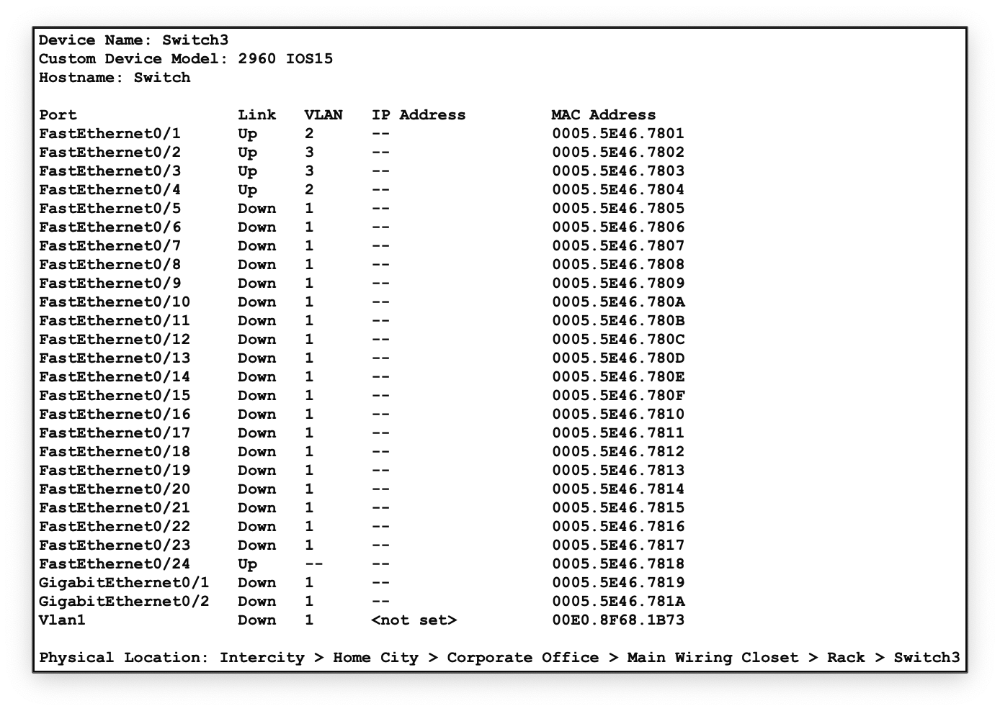 Device Name: Switch3
Custom Device Model: 2960 IOS15
Hostname: Switch
Port Link VLAN IP Address MAC Address
FastEthernet0/1 Up 2 -- 0005.5E46.7801
FastEthernet0/2 Up 3 -- 0005.5E46.7802
FastEthernet0/3 Up 3 -- 0005.5E46.7803
FastEthernet0/4 Up 2 -- 0005.5E46.7804
FastEthernet0/5 Down 1 -- 0005.5E46.7805
FastEthernet0/6 Down 1 -- 0005.5E46.7806
FastEthernet0/7 Down 1 -- 0005.5E46.7807
FastEthernet0/8 Down 1 -- 0005.5E46.7808
FastEthernet0/9 Down 1 -- 0005.5E46.7809
FastEthernet0/10 Down 1 -- 0005.5E46.780A
FastEthernet0/11 Down 1 -- 0005.5E46.780B
FastEthernet0/12 Down 1 -- 0005.5E46.780C
FastEthernet0/13 Down 1 -- 0005.5E46.780D
FastEthernet0/14 Down 1 -- 0005.5E46.780E
FastEthernet0/15 Down 1 -- 0005.5E46.780F
FastEthernet0/16 Down 1 -- 0005.5E46.7810
FastEthernet0/17 Down 1 -- 0005.5E46.7811
FastEthernet0/18 Down 1 -- 0005.5E46.7812
FastEthernet0/19 Down 1 -- 0005.5E46.7813
FastEthernet0/20 Down 1 -- 0005.5E46.7814
FastEthernet0/21 Down 1 -- 0005.5E46.7815
FastEthernet0/22 Down 1 -- 0005.5E46.7816
FastEthernet0/23 Down 1 -- 0005.5E46.7817
FastEthernet0/24 Up -- -- 0005.5E46.7818
GigabitEthernet0/1 Down 1 -- 0005.5E46.7819
GigabitEthernet0/2 Down 1 -- 0005.5E46.781A
Vlan1 Down 1 <not set> 00E0.8F68.1B73
Physical Location: Intercity > Home City > Corporate Office > Main Wiring Closet > Rack > Switch3